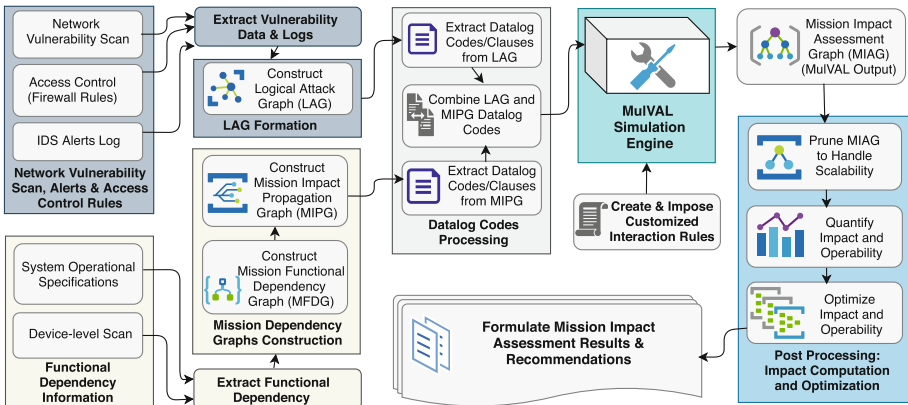 Network
Vulnerability Scan
Access Control
(Firewall Rules)
IDS Alerts Log
Network Vulnerability
Scan, Alerts & Access
Control Rules
Extract Vulnerability
Data & Logs
Construct
Logical Attack
Graph (LAG)
LAG Formation
Construct
Mission Impact
Propagation
Graph (MIPG)
Construct
Mission Functional
Dependency
Graph (MFDG)
Mission Dependency
Graphs Construction
System Operational
Specifications
Device-level Scan
Functional
Dependency
Information
Extract Functional
Dependency
Extract Datalog
Codes/Clauses
from LAG
Combine LAG and
MIPG Datalog
Codes
Extract Datalog
Codes/Clauses
from MIPG
Datalog Codes
Processing
MulVAL
Simulation
Engine
Create & Impose
Customized
Interaction Rules
Mission Impact
Assessment
Graph (MIAG)
(MulVAL Output)
Prune MIAG
to Handle
Scalability
Quantify
Impact and
Operability
Optimize
Impact and
Operability
Post Processing:
Impact Computation
and Optimization
Formulate Mission Impact
Assessment Results &
Recommendations